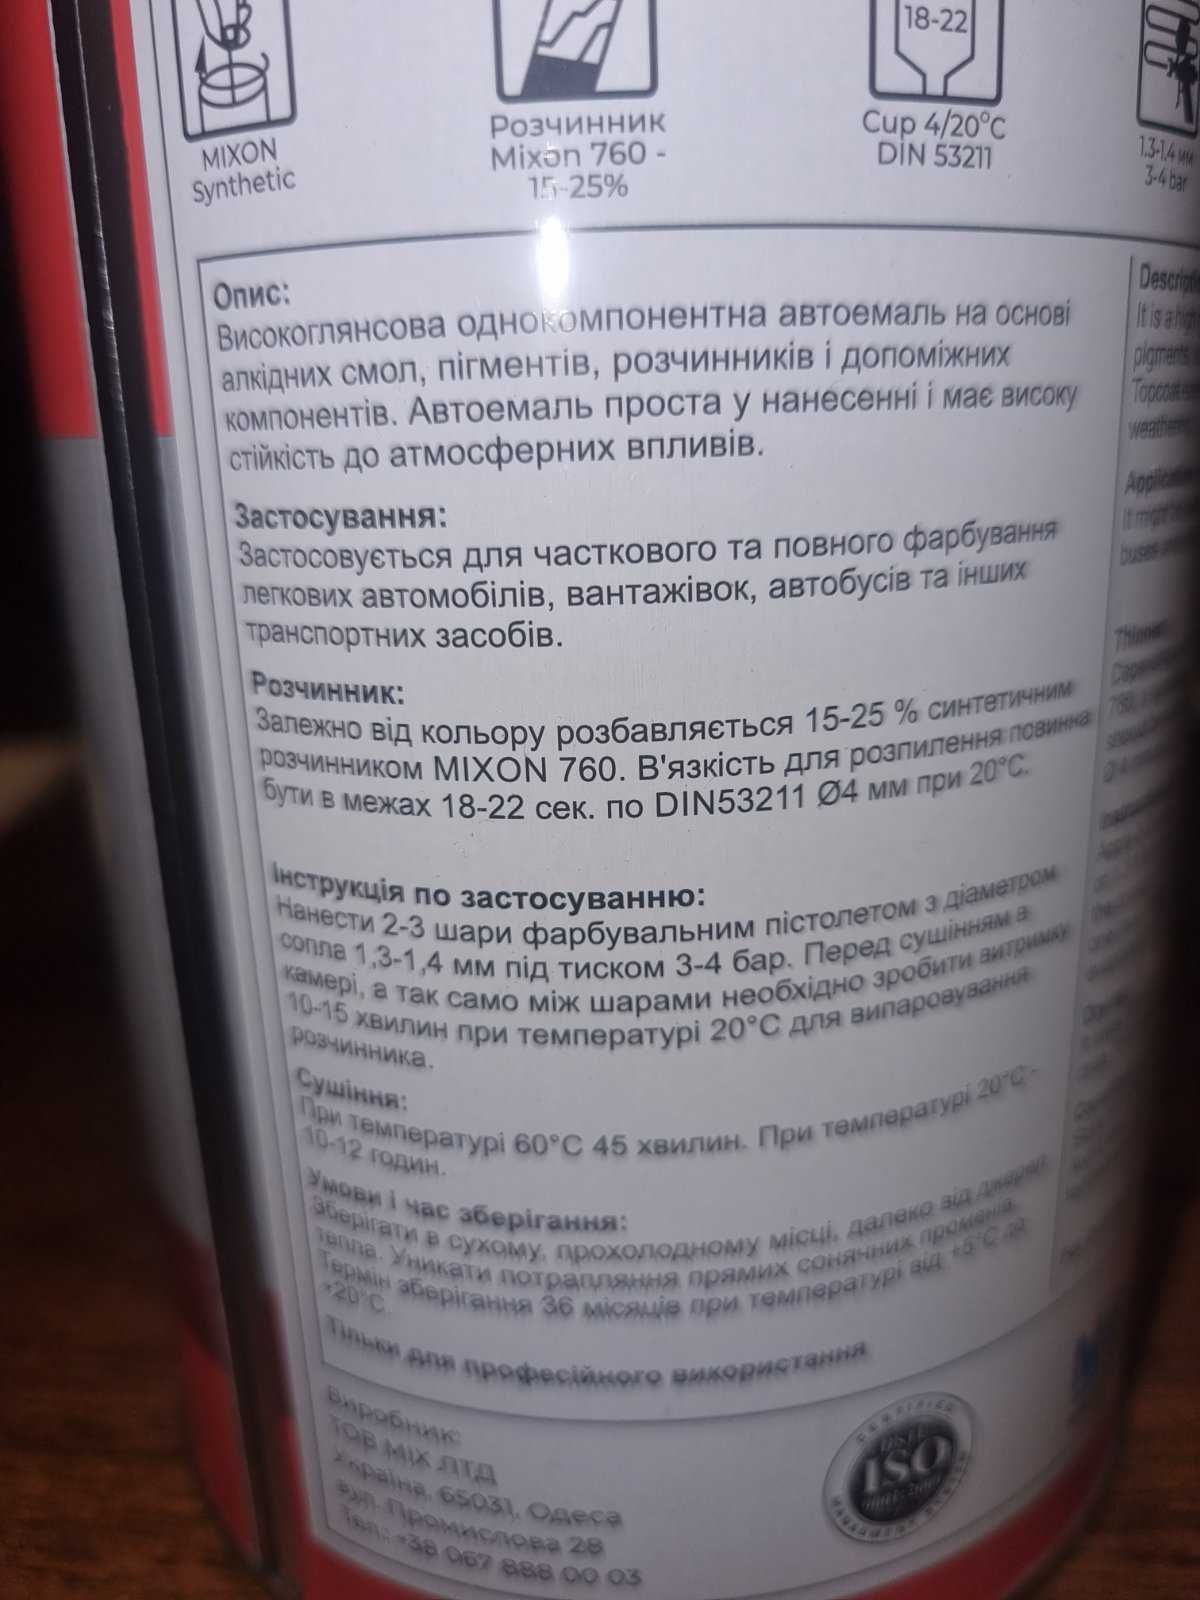 MIXON
Synthetic
Розчинник
Mixon 760 -
15-25%
18-22
Cup 4/20°C
DIN 53211
1.3-1.4 мм
3-4 bar
Опис:
Високоглянсова однокомпонентна автоемаль на основі
алкідних смол, пігментів, розчинників і допоміжних
компонентів. Автоемаль проста у нанесенні і має високу
стійкість до атмосферних впливів.
Застосування:
Застосовується для часткового та повного фарбування
легкових автомобілів, вантажівок, автобусів та інших
транспортних засобів.
Розчинник:
Залежно від кольору розбавляється 15-25 % синтетичним
розчинником MIXON 760. В'язкість для розпилення повинна
бути в межах 18-22 сек. по DIN53211 Ø4 мм при 20°C.
Інструкція по застосуванню:
Нанести 2-3 шари фарбувальним пістолетом з діаметром
сопла 1,3-1,4 мм під тиском 3-4 бар. Перед сушінням в
камері, а так само між шарами необхідно зробити витримку
10-15 хвилин при температурі 20°C для випаровування
розчинника.
Сушіння:
При температурі 60°C 45 хвилин. При температурі 20°C -
10-12 годин.
Умови і час зберігання:
Зберігати в сухому, прохолодному місці, далеко від джерел
тепла. Уникати потрапляння прямих сонячних променів.
Термін зберігання 36 місяців при температурі від +5°C до
+20°C.
Тільки для професійного використання
Виробник:
ТОВ МІХ ЛТД
Україна, 65031, Одеса
вул. Промислова 28
Тел.: +38 067 888 00 03
CERTIFIED
ISO
It is a